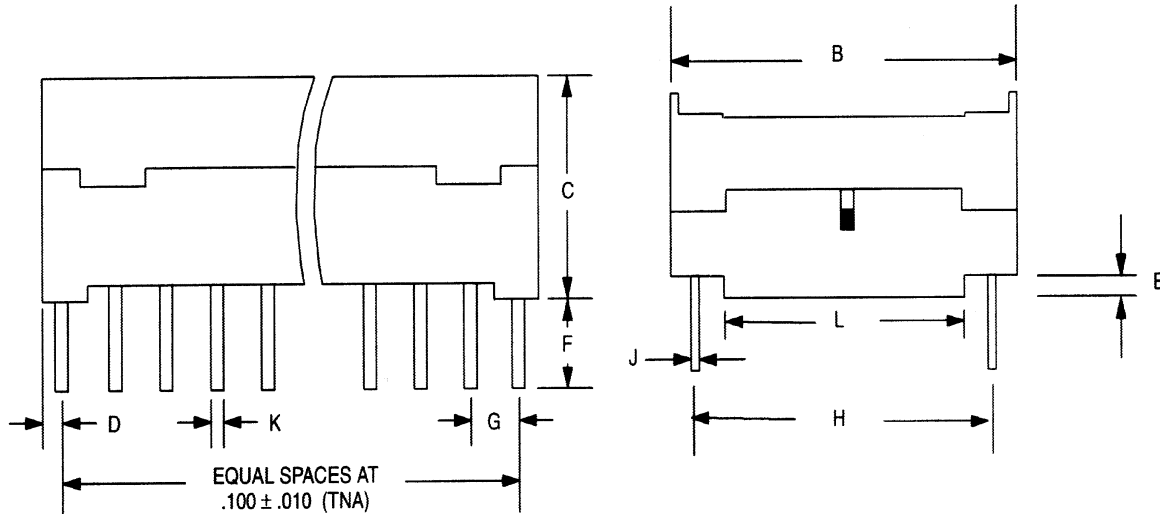 B
C
E
F
L
J
D
K
G
H
EQUAL SPACES AT
.100 ± .010 (TNA)